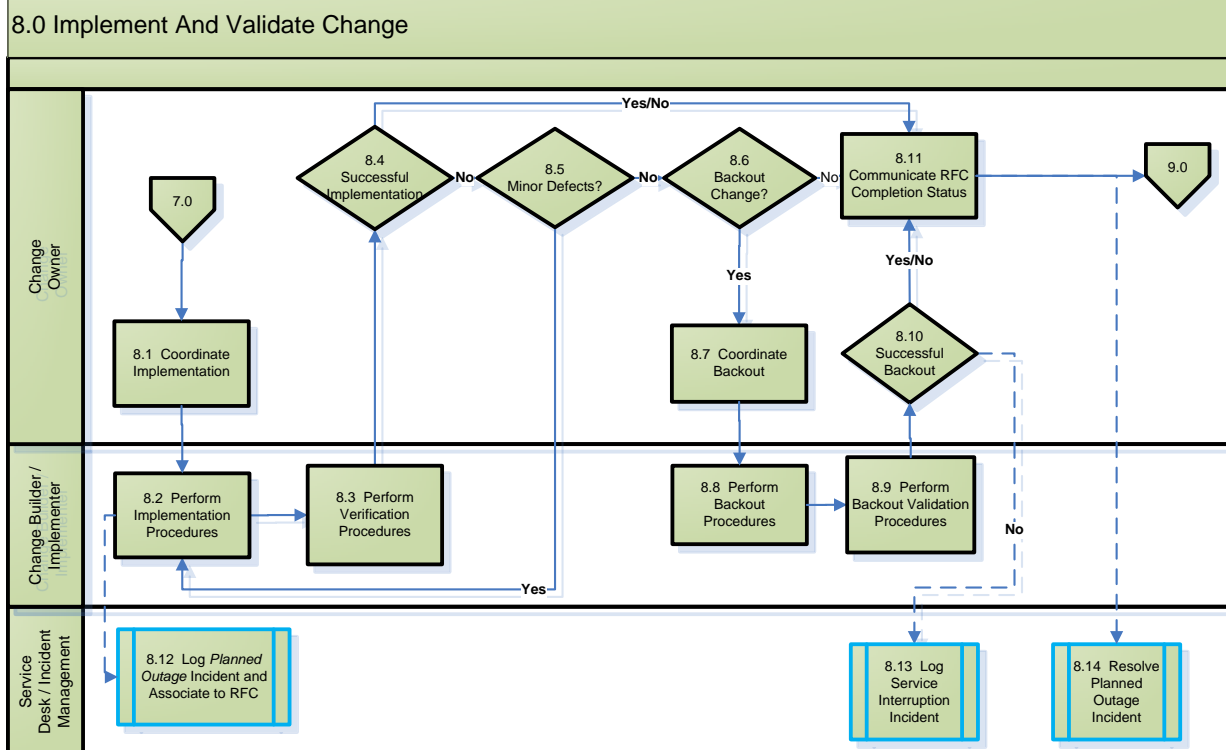 8.0 Implement And Validate Change
Change
Owner
7.0
8.1 Coordinate
Implementation
8.4
Successful
Implementation
Yes/No
No
8.5
Minor Defects?
No
8.6
Backout
Change?
No
8.11
Communicate RFC
Completion Status
9.0
Yes
8.7 Coordinate
Backout
Yes/No
8.10
Successful
Backout
Change Builder /
Implementer
8.2 Perform
Implementation
Procedures
8.3 Perform
Verification
Procedures
8.8 Perform
Backout
Procedures
8.9 Perform
Backout Validation
Procedures
No
Yes
Service
Desk / Incident
Management
8.12 Log Planned
Outage Incident and
Associate to RFC
8.13 Log
Service
Interruption
Incident
8.14 Resolve
Planned
Outage
Incident